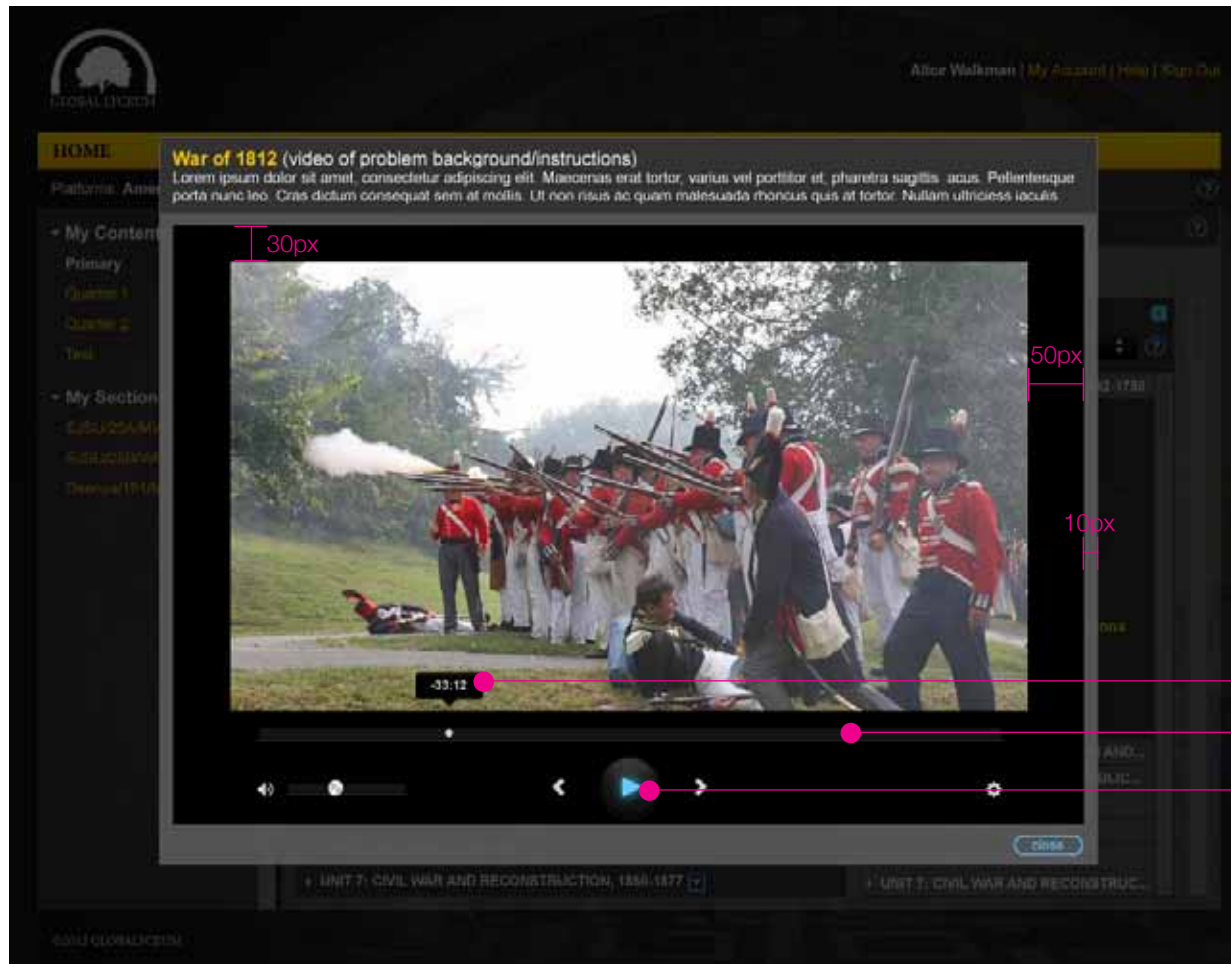 GLOBAL LYCEUM
Alice Walkman | My Account | Help | Sign Out
HOME
War of 1812 (video of problem background/instructions)
Lorem ipsum dolor sit amet, consectetur adipiscing elit. Maecenas erat tortor, varius vel porttitor et, pharetra sagittis acus. Pellentesque
porta nunc leo. Cras dictum consequat sem at mollis. Ut non risus ac quam malesuada rhoncus quis at tortor. Nullam ultriciess iaculis
Platforms: Amer
My Content
30px
Primary
Quarter 1
Quarter 2
Test
50px
My Section
10px
-33:12
AND...
close
UNIT 7: CIVIL WAR AND RECONSTRUCTION, 1850-1877
UNIT 7: CIVIL WAR AND RECONSTRUC...
©2012 GLOBALYCEUM